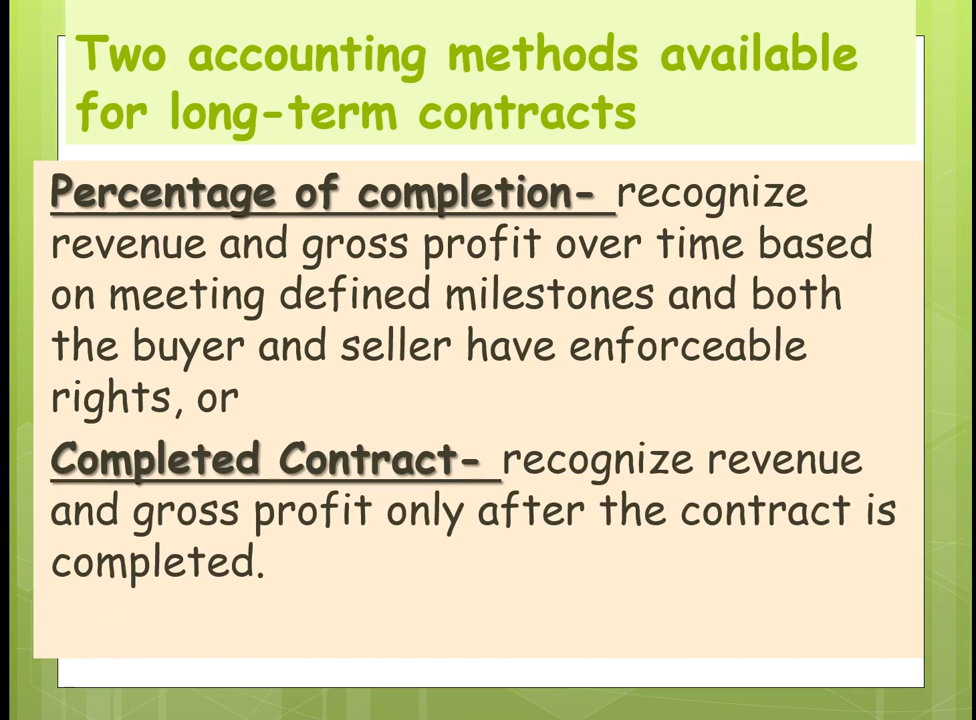 Two accounting methods available
for long-term contracts
Percentage of completion- recognize
revenue and gross profit over time based
on meeting defined milestones and both
the buyer and seller have enforceable
rights, or
Completed Contract- recognize revenue
and gross profit only after the contract is
completed.